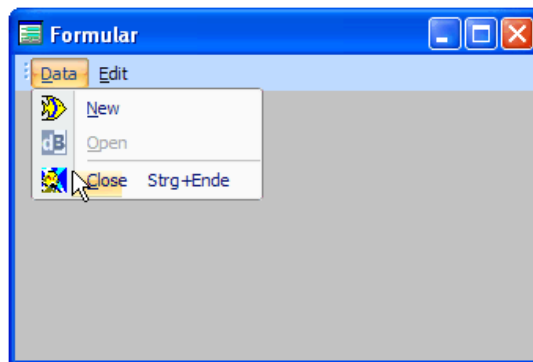 Formular
Data Edit
New
dB Open
Close Strg+Ende